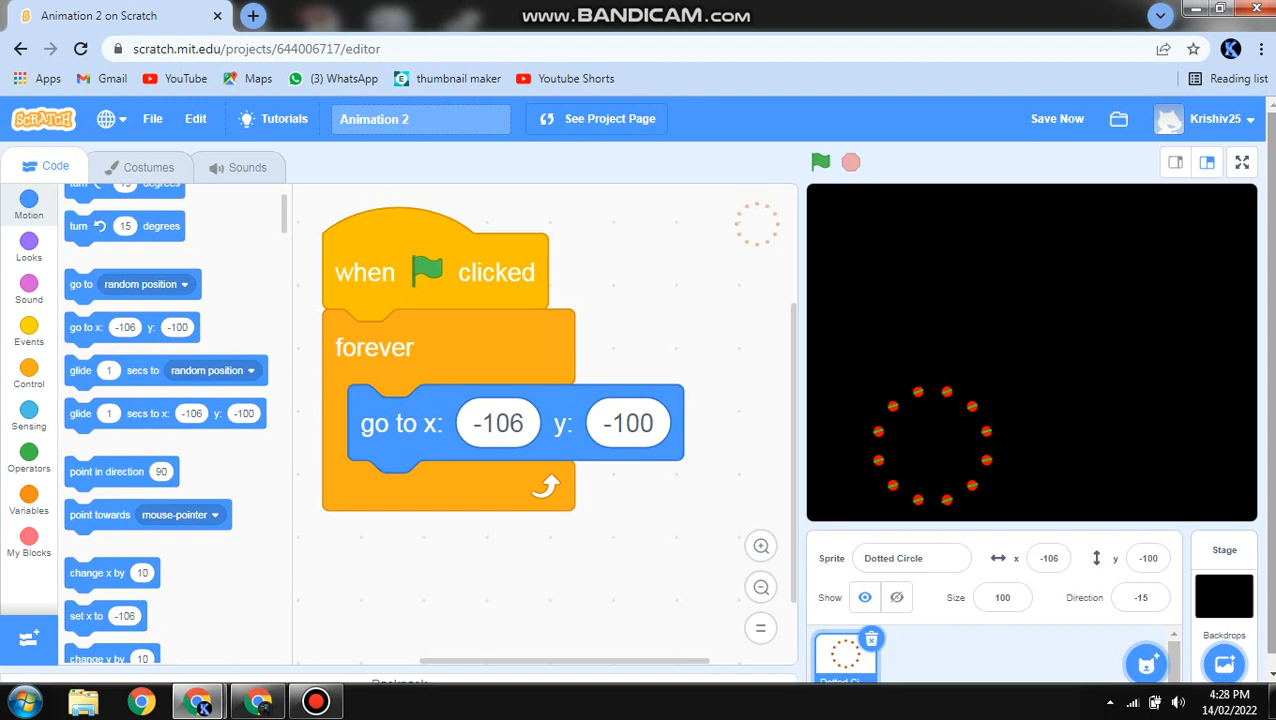 Animation 2 on Scratch
www.BANDICAM.com
scratch.mit.edu/projects/644006717/editor
Apps Gmail YouTube Maps (3) WhatsApp thumbnail maker Youtube Shorts Reading list
SCRATCH File Edit Tutorials Animation 2 See Project Page Save Now Krishiv25
Code Costumes Sounds
Motion
Looks
Sound
Events
Control
Sensing
Operators
Variables
My Blocks
turn 15 degrees
turn 15 degrees
go to random position
go to x: -106 y: -100
glide 1 secs to random position
glide 1 secs to x: -106 y: -100
point in direction 90
point towards mouse-pointer
change x by 10
set x to -106
change y by 10
when clicked
forever
go to x: -106 y: -100
Sprite Dotted Circle x -106 y -100
Show Size 100 Direction -15
Stage
Backdrops
4:28 PM
14/02/2022